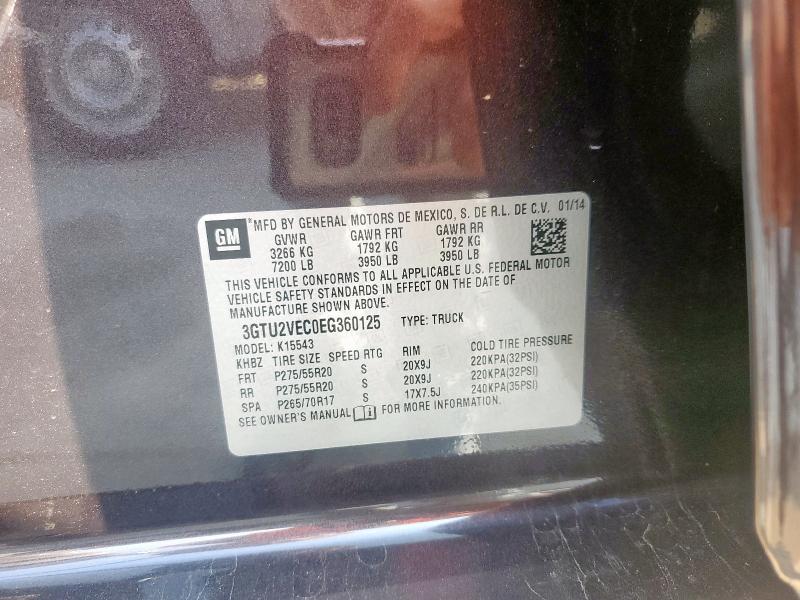 GM
*MFD BY GENERAL MOTORS DE MEXICO, S. DE R.L. DE C.V. 01/14
GVWR GAWR FRT GAWR RR
3266 KG 1792 KG 1792 KG
7200 LB 3950 LB 3950 LB
THIS VEHICLE CONFORMS TO ALL APPLICABLE U.S. FEDERAL MOTOR
VEHICLE SAFETY STANDARDS IN EFFECT ON THE DATE OF
MANUFACTURE SHOWN ABOVE.
3GTU2VEC0EG360125 TYPE: TRUCK
MODEL: K15543
KHBZ TIRE SIZE SPEED RTG RIM COLD TIRE PRESSURE
FRT P275/55R20 S 20X9J 220KPA(32PSI)
RR P275/55R20 S 20X9J 220KPA(32PSI)
SPA P265/70R17 S 17X7.5J 240KPA(35PSI)
SEE OWNER'S MANUAL FOR MORE INFORMATION.